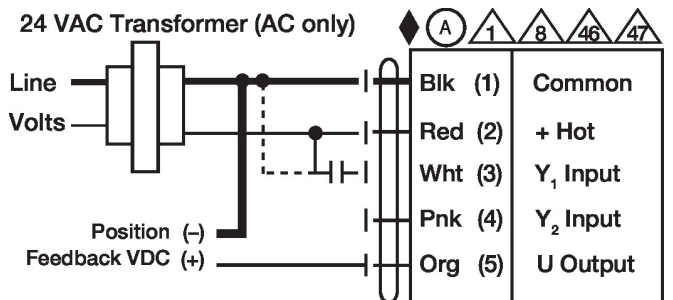 24 VAC Transformer (AC only)
A 1 8 46 47
Line
Volts
Blk (1) Common
Red (2) + Hot
Wht (3) Y1 Input
Pnk (4) Y2 Input
Org (5) U Output
Position (–)
Feedback VDC (+)